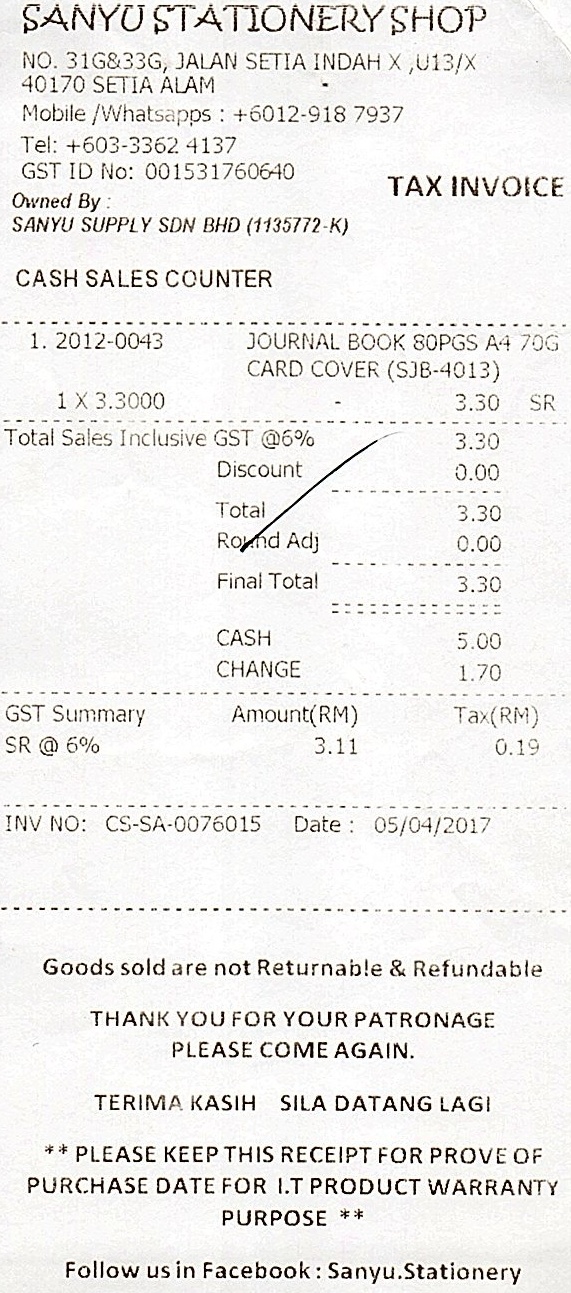 SANYU STATIONERY SHOP
NO. 31G&33G, JALAN SETIA INDAH X ,U13/X
40170 SETIA ALAM
Mobile /Whatsapps : +6012-918 7937
Tel: +603-3362 4137
GST ID No: 001531760640
TAX INVOICE
Owned By :
SANYU SUPPLY SDN BHD (1135772-K)
CASH SALES COUNTER
1. 2012-0043 JOURNAL BOOK 80PGS A4 70G
CARD COVER (SJB-4013)
1 X 3.3000 - 3.30 SR
Total Sales Inclusive GST @6% 3.30
Discount 0.00
Total 3.30
Round Adj 0.00
Final Total 3.30
CASH 5.00
CHANGE 1.70
GST Summary Amount(RM) Tax(RM)
SR @ 6% 3.11 0.19
INV NO: CS-SA-0076015 Date : 05/04/2017
Goods sold are not Returnable & Refundable
THANK YOU FOR YOUR PATRONAGE
PLEASE COME AGAIN.
TERIMA KASIH SILA DATANG LAGI
** PLEASE KEEP THIS RECEIPT FOR PROVE OF
PURCHASE DATE FOR I.T PRODUCT WARRANTY
PURPOSE **
Follow us in Facebook : Sanyu.Stationery